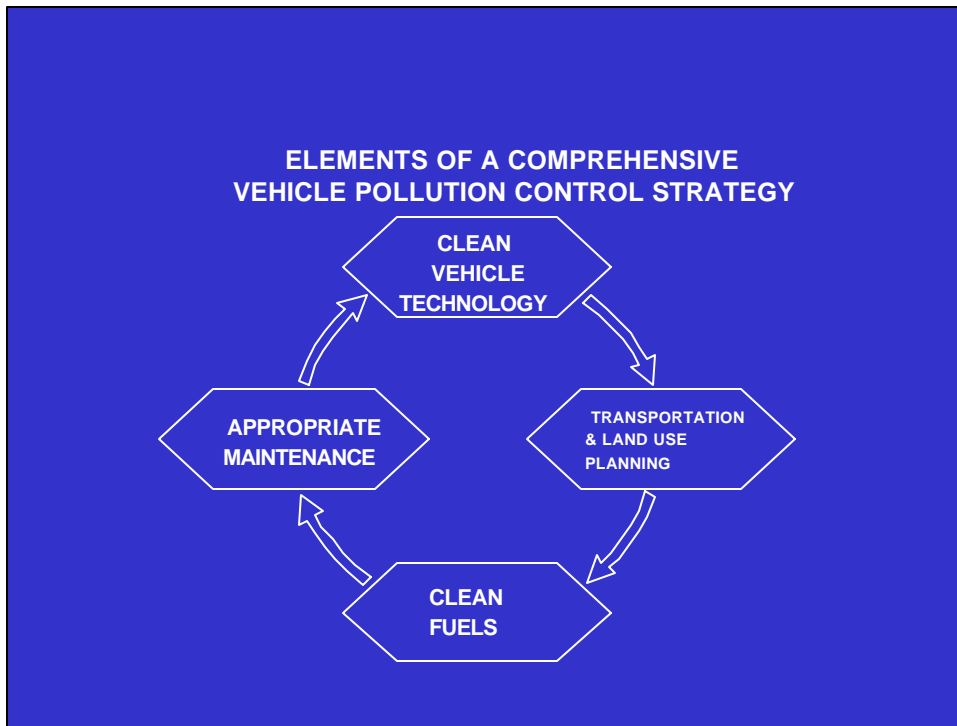 ELEMENTS OF A COMPREHENSIVE
VEHICLE POLLUTION CONTROL STRATEGY
CLEAN
VEHICLE
TECHNOLOGY
APPROPRIATE
MAINTENANCE
TRANSPORTATION
& LAND USE
PLANNING
CLEAN
FUELS